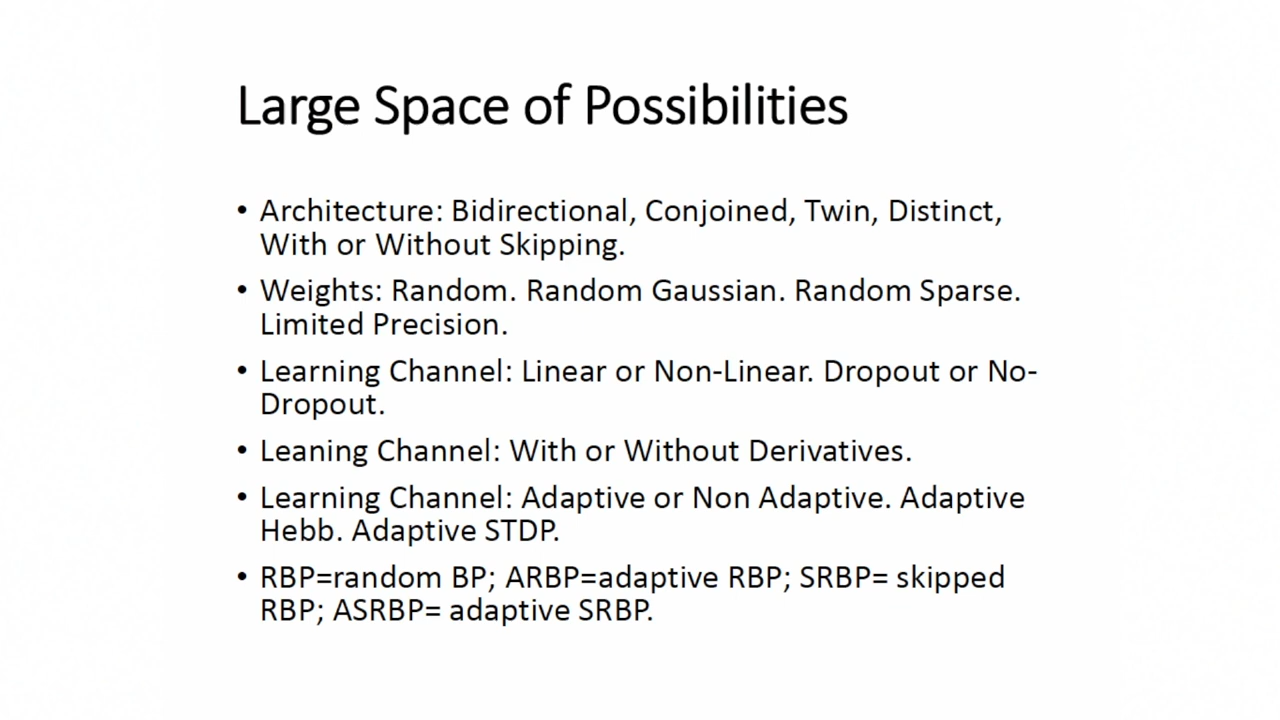 Large Space of Possibilities
• Architecture: Bidirectional, Conjoined, Twin, Distinct,
With or Without Skipping.
• Weights: Random. Random Gaussian. Random Sparse.
Limited Precision.
• Learning Channel: Linear or Non-Linear. Dropout or No-
Dropout.
• Leaning Channel: With or Without Derivatives.
• Learning Channel: Adaptive or Non Adaptive. Adaptive
Hebb. Adaptive STDP.
• RBP=random BP; ARBP=adaptive RBP; SRBP= skipped
RBP; ASRBP= adaptive SRBP.